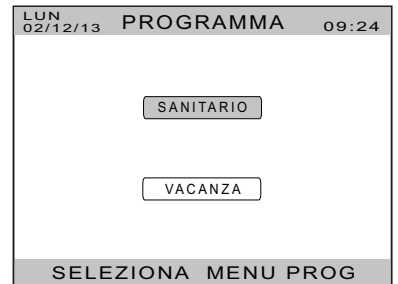 LUN
02/12/13 PROGRAMMA 09:24
SANITARIO
VACANZA
SELEZIONA MENU PROG